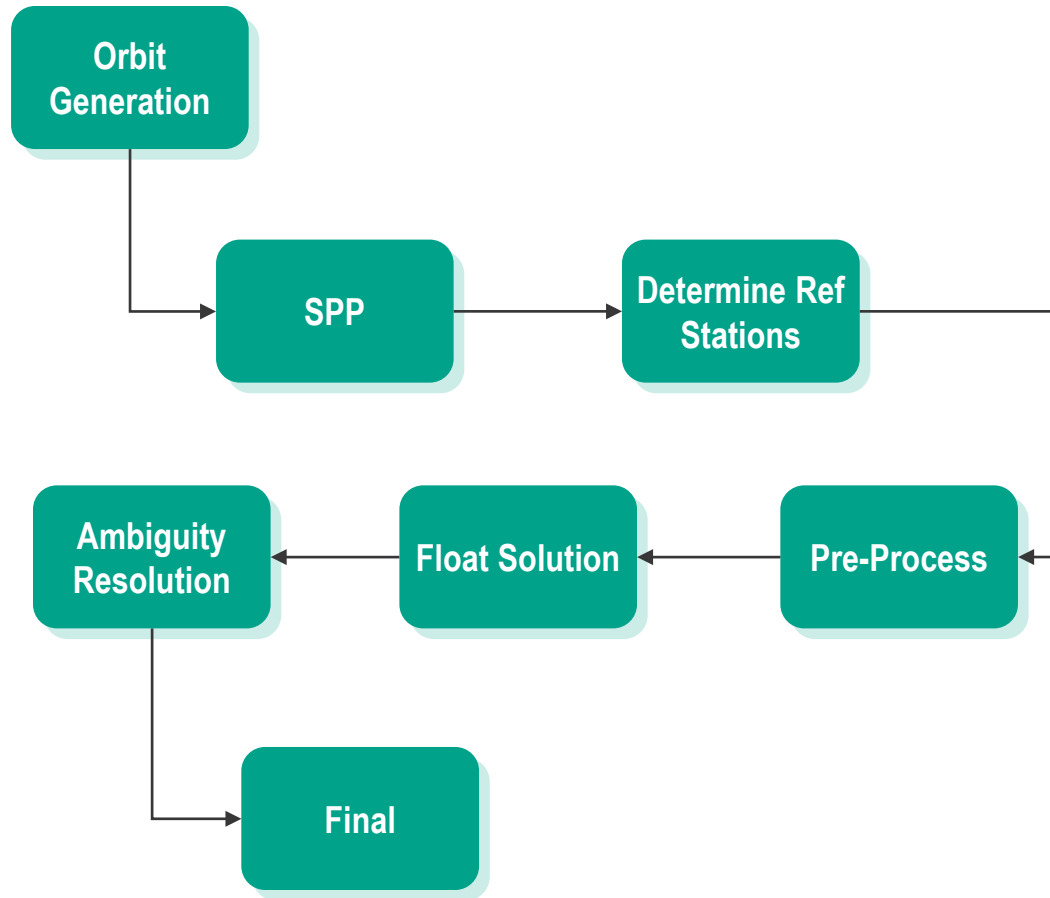 Orbit
Generation
SPP
Determine Ref
Stations
Pre-Process
Float Solution
Ambiguity
Resolution
Final